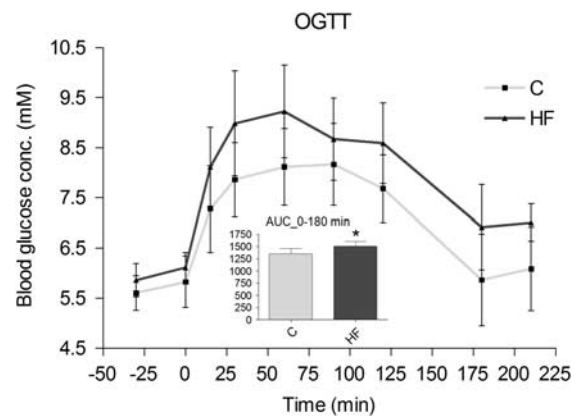 OGTT
10.5
9.5
8.5
7.5
6.5
5.5
4.5
Blood glucose conc. (mM)
C
HF
AUC_0-180 min
*
1750
1500
1250
1000
750
500
250
0
C
HF
-50 -25 0 25 50 75 100 125 150 175 200 225
Time (min)